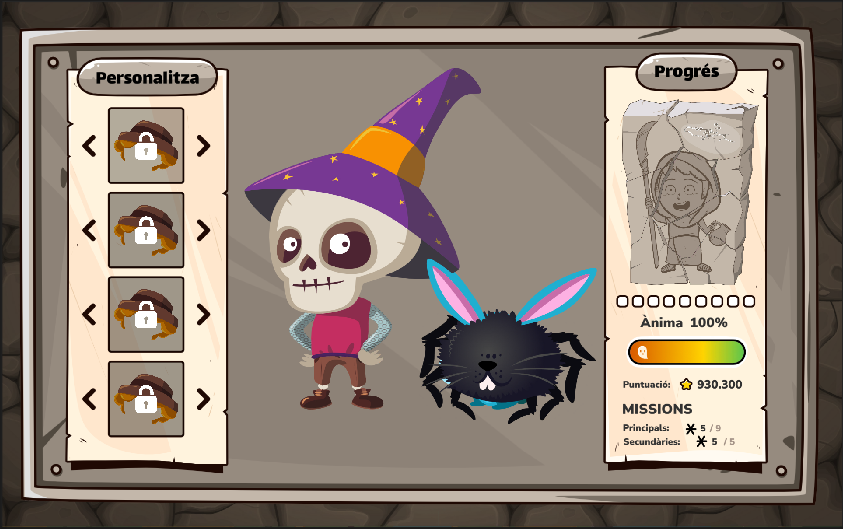 Personalitza
Progrés
Ànima 100%
Puntuació: 930.300
MISSIONS
Principals: 5 / 9
Secundàries: 5 / 5